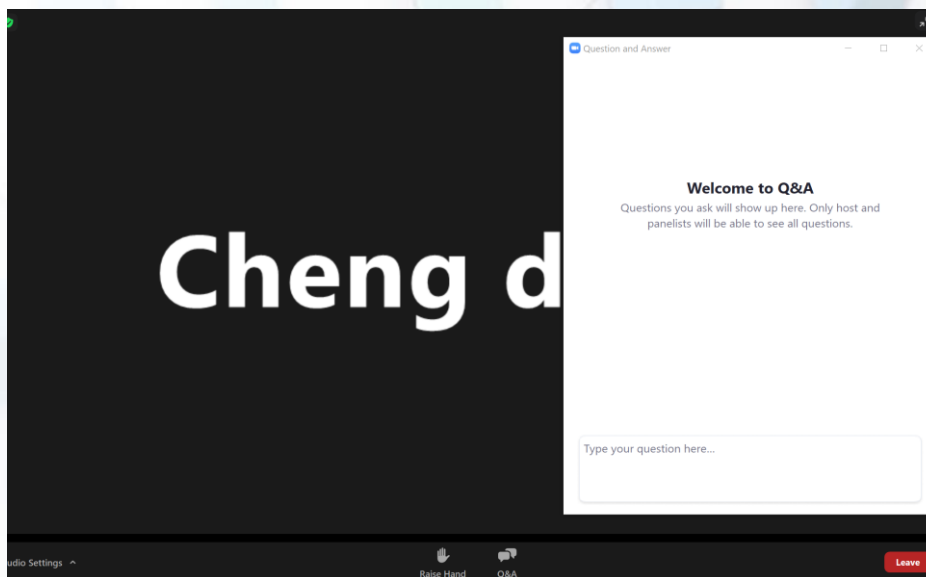 Question and Answer
Welcome to Q&A
Questions you ask will show up here. Only host and
panelists will be able to see all questions.
Cheng d
Type your question here...
udio Settings
Raise Hand
Q&A
Leave